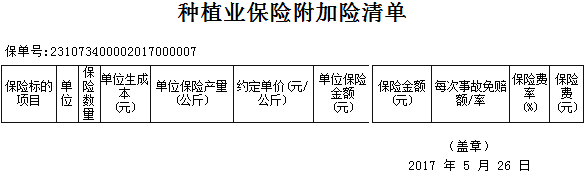 种植业保险附加险清单
保单号:231073400002017000007
保险标的项目 单位 保险数量 单位生成本(元) 单位保险产量(公斤) 约定单价(元/公斤) 单位保险金额(元) 保险金额(元) 每次事故免赔额/率 保险费率(%) 保险费(元)
(盖章)
2017 年 5 月 26 日